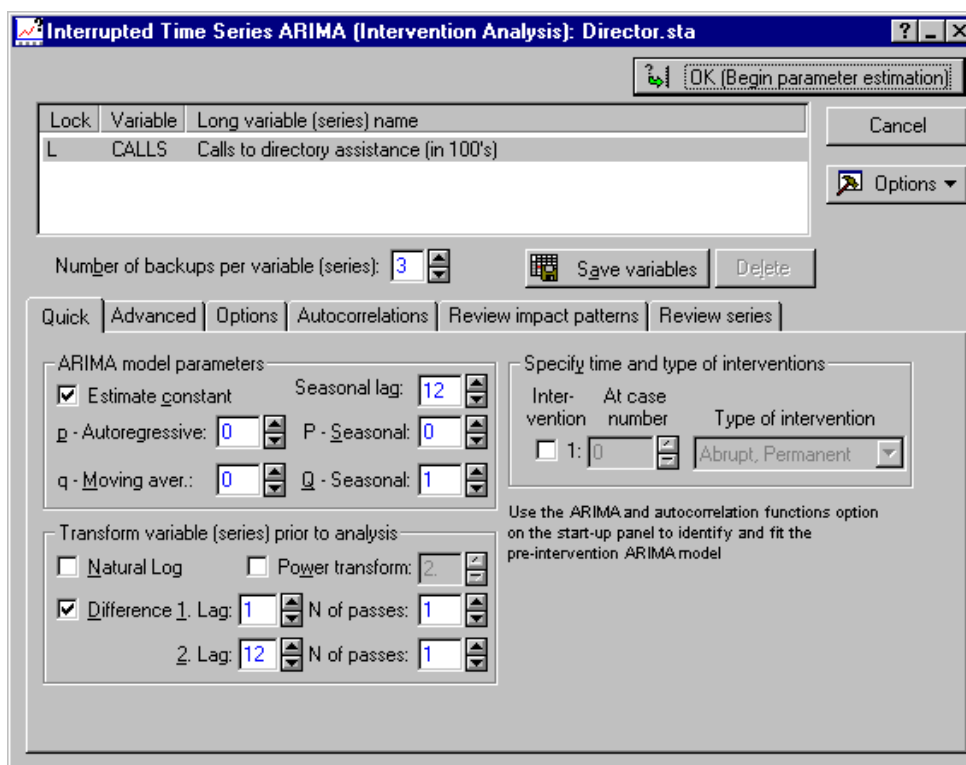 Interrupted Time Series ARIMA (Intervention Analysis): Director.sta
OK (Begin parameter estimation)
Lock Variable Long variable (series) name
L CALLS Calls to directory assistance (in 100's)
Cancel
Options
Number of backups per variable (series): 3
Save variables
Delete
Quick Advanced Options Autocorrelations Review impact patterns Review series
ARIMA model parameters
Estimate constant Seasonal lag: 12
p - Autoregressive: 0 P - Seasonal: 0
q - Moving aver.: 0 Q - Seasonal: 1
Transform variable (series) prior to analysis
Natural Log Power transform: 2.
Difference 1. Lag: 1 N of passes: 1
2. Lag: 12 N of passes: 1
Specify time and type of interventions
Inter- At case
vention number Type of intervention
1: 0 Abrupt, Permanent
Use the ARIMA and autocorrelation functions option
on the start-up panel to identify and fit the
pre-intervention ARIMA model